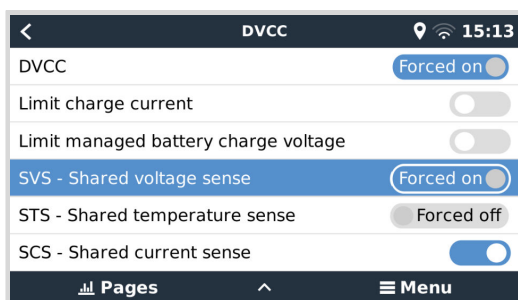 DVCC 15:13
DVCC Forced on
Limit charge current
Limit managed battery charge voltage
SVS - Shared voltage sense Forced on
STS - Shared temperature sense Forced off
SCS - Shared current sense
Pages Menu